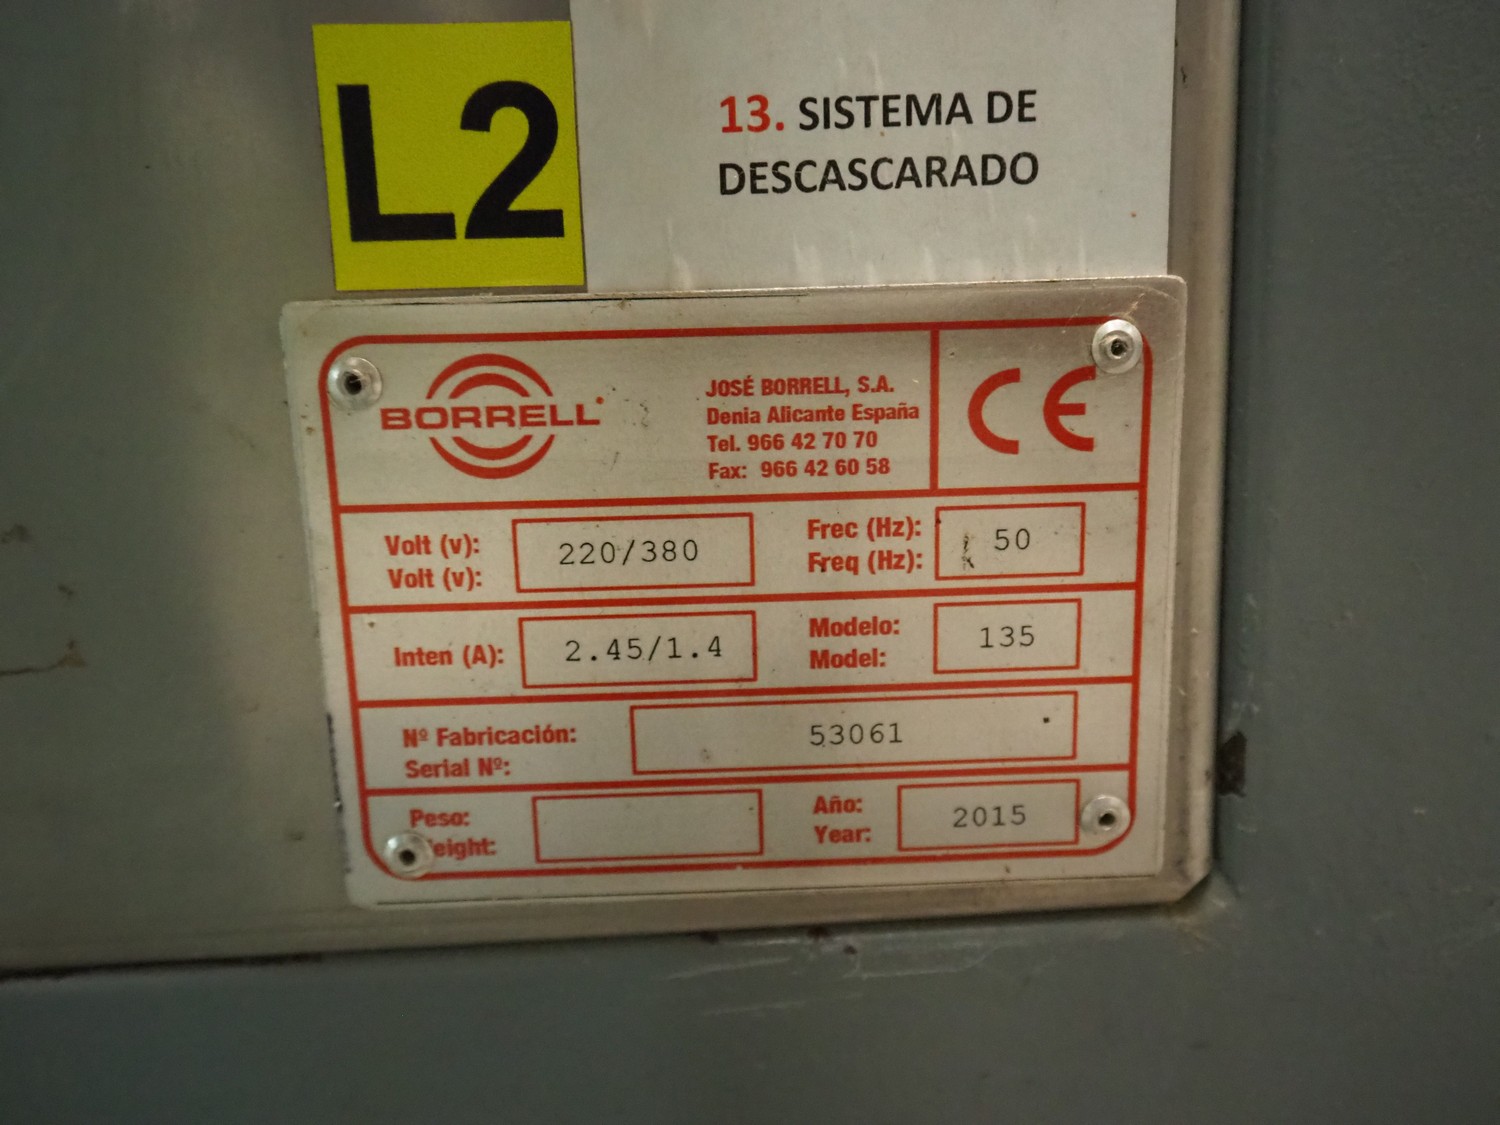 L2
13. SISTEMA DE
DESCASCARADO
BORRELL
JOSÉ BORRELL, S.A.
Denia Alicante España
Tel. 966 42 70 70
Fax: 966 42 60 58
CE
Volt (v):
Volt (v):
220/380
Frec (Hz):
Freq (Hz):
50
Inten (A):
2.45/1.4
Modelo:
Model:
135
Nº Fabricación:
Serial Nº:
53061
Peso:
Weight:
Año:
Year:
2015